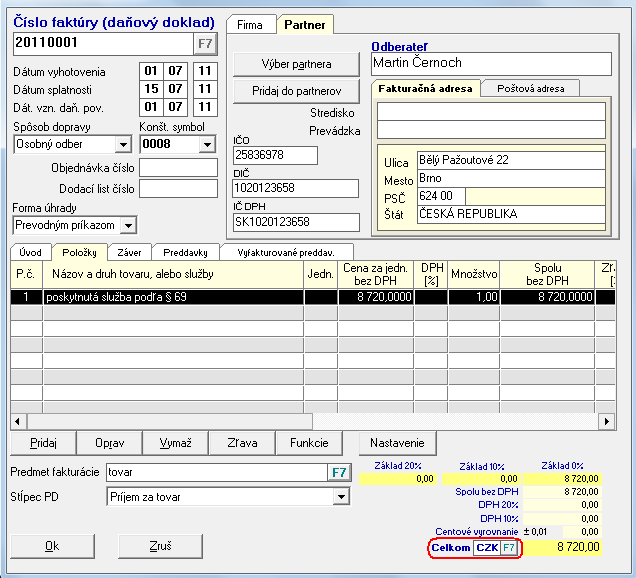 Číslo faktúry (daňový doklad)
20110001 F7
Dátum vyhotovenia 01 07 11
Dátum splatnosti 15 07 11
Dát. vzn. daň. pov. 01 07 11
Spôsob dopravy Konšt. symbol
Osobný odber 0008
Objednávka číslo
Dodací list číslo
Forma úhrady
Prevodným príkazom
Firma Partner
Výber partnera
Pridaj do partnerov
Stredisko
Prevádzka
IČO
25836978
DIČ
1020123658
IČ DPH
SK1020123658
Odberateľ
Martin Černoch
Fakturačná adresa Poštová adresa
Ulica Bělý Pažoutové 22
Mesto Brno
PSČ 624 00
Štát ČESKÁ REPUBLIKA
Úvod Položky Záver Preddavky Vyfakturované preddav.
P.č. Názov a druh tovaru, alebo služby Jedn. Cena za jedn. bez DPH DPH [%] Množstvo Spolu bez DPH
1 poskytnutá služba podľa § 69 8 720,0000 1,00 8 720,0000
Pridaj Oprav Vymaž Zľava Funkcie Nastavenie
Predmet fakturácie tovar F7
Stĺpec PD Príjem za tovar
Základ 20% Základ 10% Základ 0%
0,00 0,00 8 720,00
Spolu bez DPH 8 720,00
DPH 20% 0,00
DPH 10% 0,00
Centové vyrovnanie ± 0,01 0,00
Celkom CZK F7 8 720,00
Ok Zruš